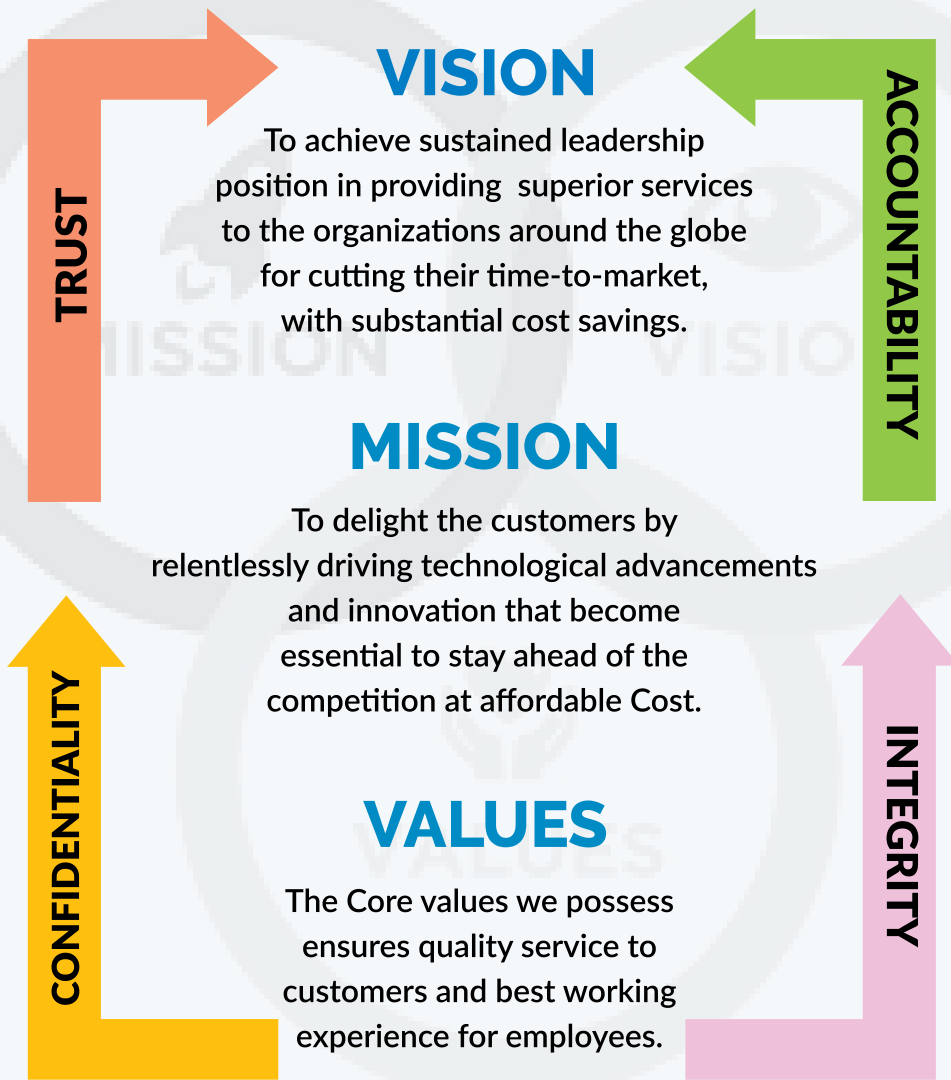 VISION
To achieve sustained leadership
position in providing  superior services
to the organizations around the globe
for cutting their time-to-market,
with substantial cost savings.
TRUST
ACCOUNTABILITY
MISSION
VISIO
MISSION
To delight the customers by
relentlessly driving technological advancements
and innovation that become
essential to stay ahead of the
competition at affordable Cost.
CONFIDENTIALITY
INTEGRITY
VALUES
VALUES
The Core values we possess
ensures quality service to
customers and best working
experience for employees.